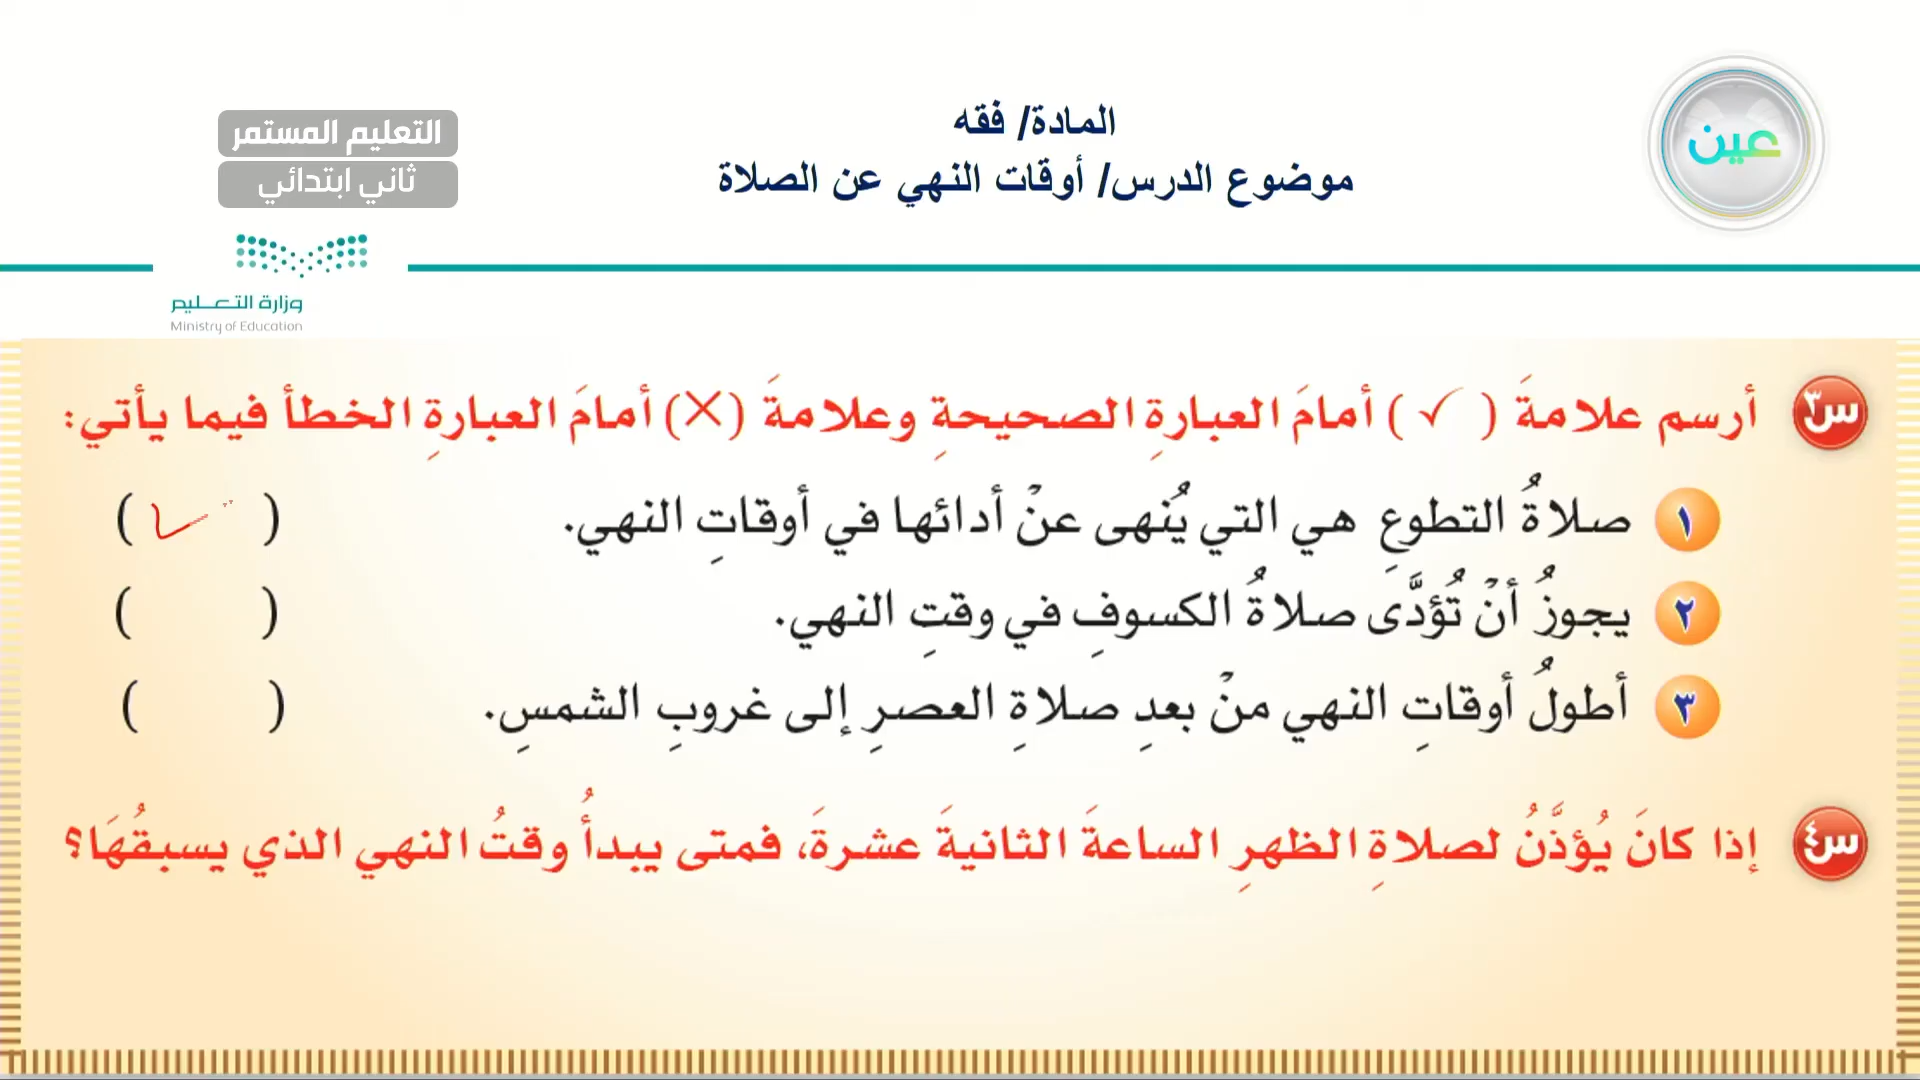 المادة/ فقه
موضوع الدرس/ أوقات النهي عن الصلاة
عين
التعليم المستمر
ثاني ابتدائي
وزارة التعـليم
Ministry of Education
س٣ أرسم علامةَ ( ✓ ) أمامَ العبارةِ الصحيحةِ وعلامةَ (X) أمامَ العبارةِ الخطأ فيما يأتي:
١ صلاةُ التطوعِ هي التي يُنهى عنْ أدائها في أوقاتِ النهي. ( ✓ )
٢ يجوزُ أنْ تُؤدَّى صلاةُ الكسوفِ في وقتِ النهي. ( )
٣ أطولُ أوقاتِ النهي منْ بعدِ صلاةِ العصرِ إلى غروبِ الشمسِ. ( )
س٤ إذا كانَ يُؤذَّنُ لصلاةِ الظهرِ الساعةَ الثانيةَ عشرةَ، فمتى يبدأُ وقتُ النهي الذي يسبقُهَا؟